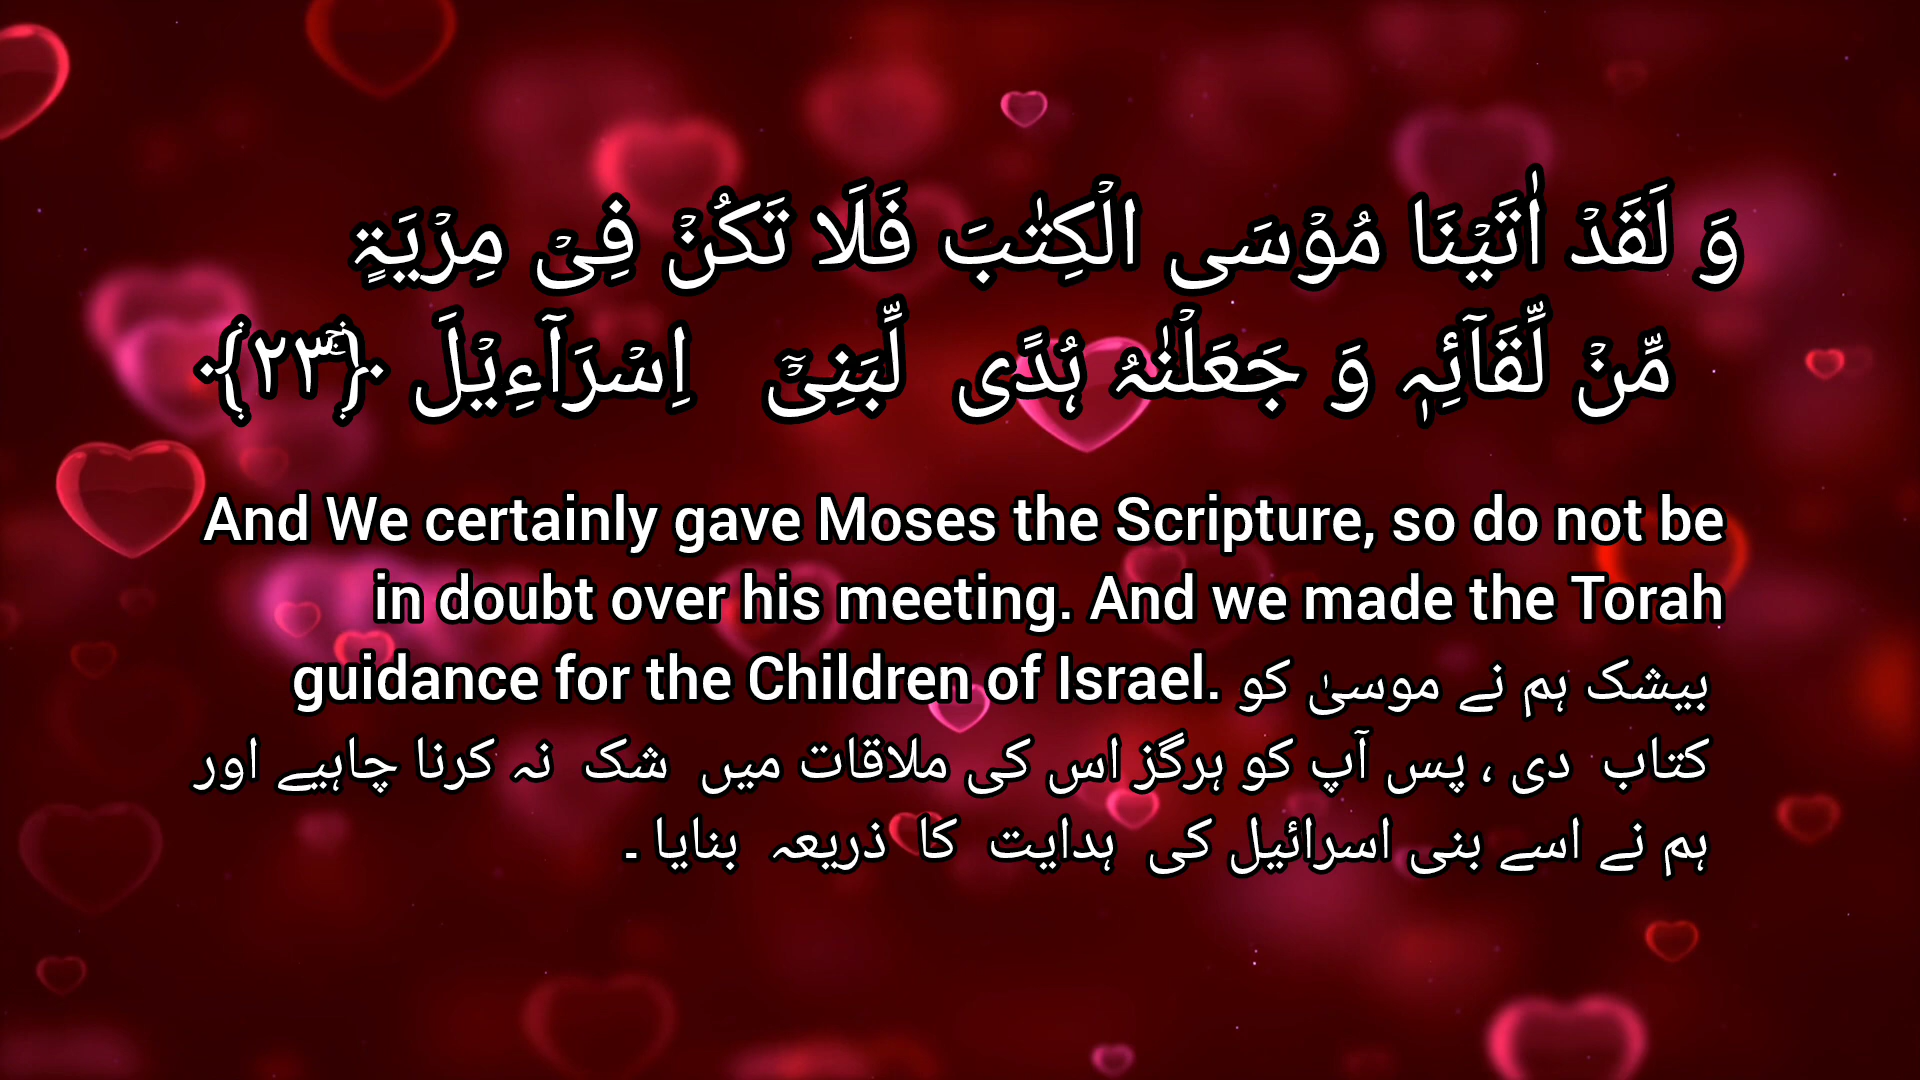 وَ لَقَدۡ اٰتَیۡنَا مُوۡسَی الۡکِتٰبَ فَلَا تَکُنۡ فِیۡ مِرۡیَۃٍ
مِّنۡ لِّقَآئِہٖ وَ جَعَلۡنٰہُ ہُدًی لِّبَنِیۡۤ اِسۡرَآءِیۡلَ ﴿ۚ۲۳﴾
And We certainly gave Moses the Scripture, so do not be
in doubt over his meeting. And we made the Torah
guidance for the Children of Israel. بیشک ہم نے موسیٰ کو
کتاب دی ، پس آپ کو ہرگز اس کی ملاقات میں شک نہ کرنا چاہیے اور
ہم نے اسے بنی اسرائیل کی ہدایت کا ذریعہ بنایا ۔